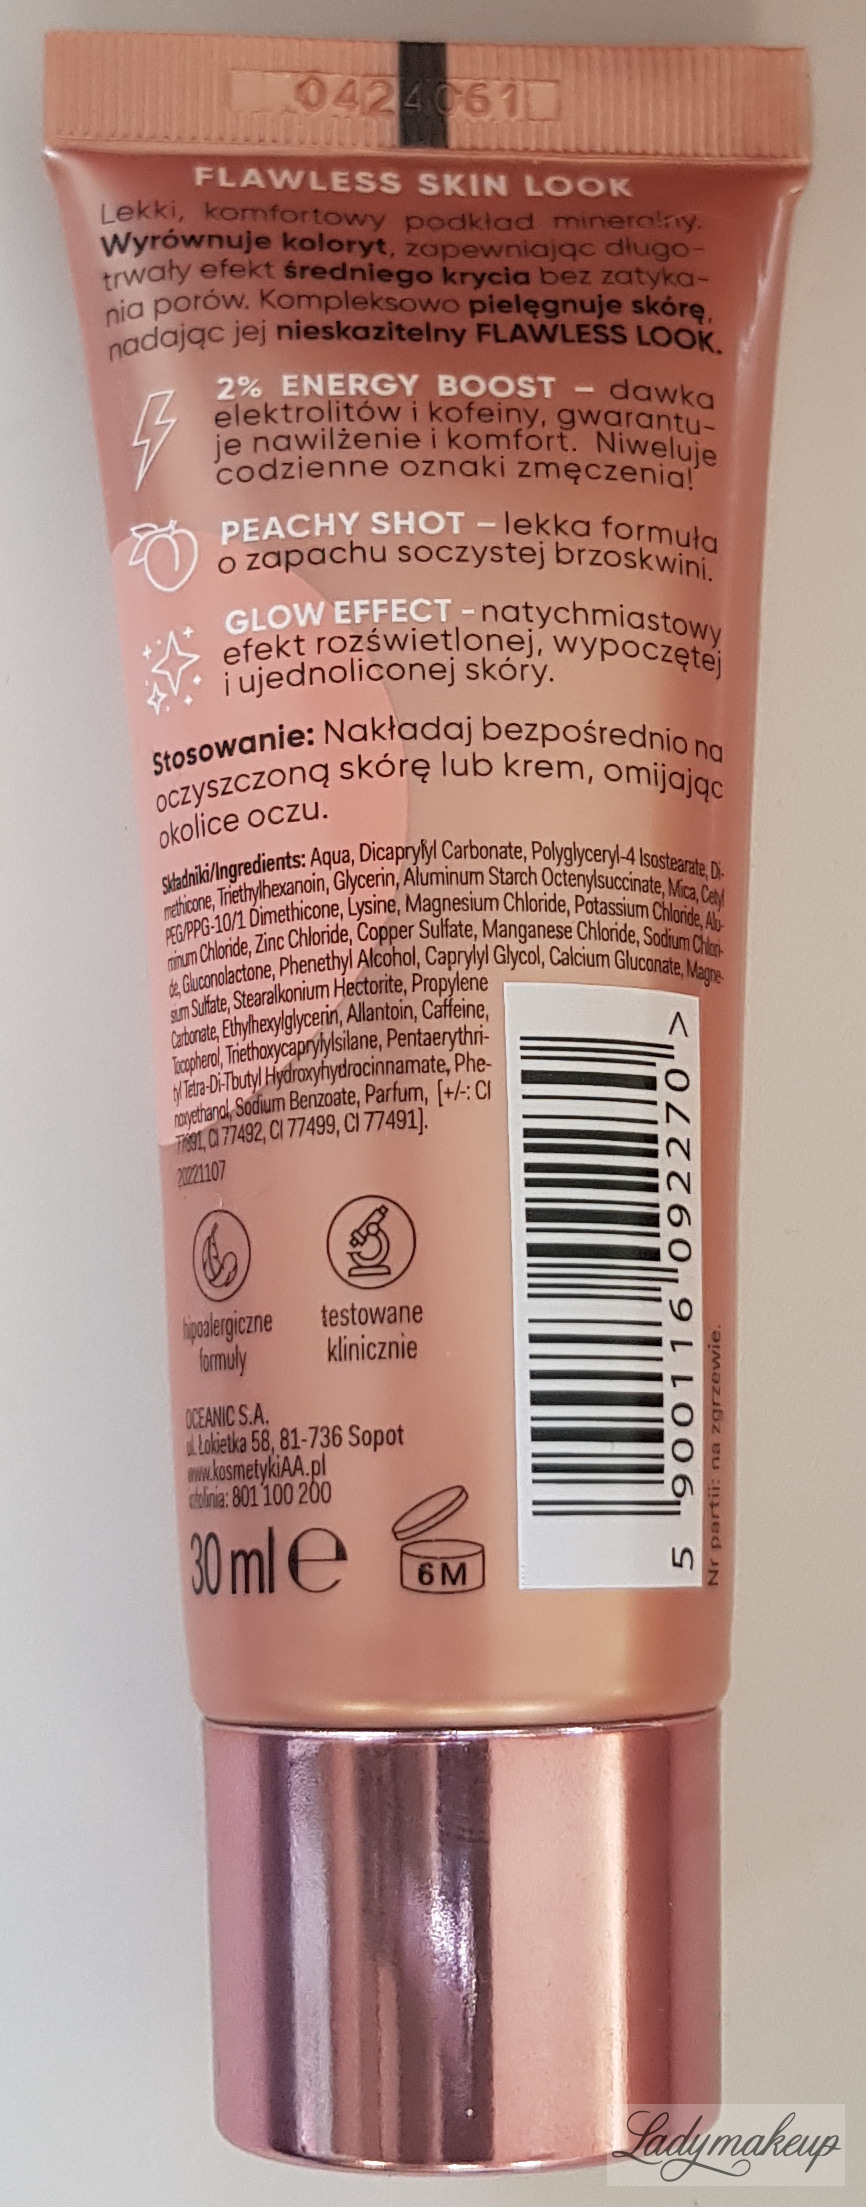 0424061
FLAWLESS SKIN LOOK
Lekki, komfortowy podkład mineralny.
Wyrównuje koloryt, zapewniając długo-
trwały efekt średniego krycia bez zatyka-
nia porów. Kompleksowo pielęgnuje skórę,
nadając jej nieskazitelny FLAWLESS LOOK.
2% ENERGY BOOST – dawka
elektrolitów i kofeiny, gwarantu-
je nawilżenie i komfort. Niweluje
codzienne oznaki zmęczenia!
PEACHY SHOT – lekka formuła
o zapachu soczystej brzoskwini.
GLOW EFFECT - natychmiastowy
efekt rozświetlonej, wypoczętej
i ujednoliconej skóry.
Stosowanie: Nakładaj bezpośrednio na
oczyszczoną skórę lub krem, omijając
okolice oczu.
Składniki/Ingredients: Aqua, Dicaprylyl Carbonate, Polyglyceryl-4 Isostearate, Di-
methicone, Triethylhexanoin, Glycerin, Aluminum Starch Octenylsuccinate, Mica, Cetyl
PEG/PPG-10/1 Dimethicone, Lysine, Magnesium Chloride, Potassium Chloride, Alu-
minum Chloride, Zinc Chloride, Copper Sulfate, Manganese Chloride, Sodium Chlori-
de, Gluconolactone, Phenethyl Alcohol, Caprylyl Glycol, Calcium Gluconate, Magne-
sium Sulfate, Stearalkonium Hectorite, Propylene
Carbonate, Ethylhexylglycerin, Allantoin, Caffeine,
Tocopherol, Triethoxycaprylylsilane, Pentaerythri-
tyl Tetra-Di-Tbutyl Hydroxyhydrocinnamate, Phe-
noxyethanol, Sodium Benzoate, Parfum, [+/-: CI
77891, CI 77492, CI 77499, CI 77491].
20221107
hipoalergiczne
formuły
testowane
klinicznie
OCEANIC S.A.
ul. Łokietka 58, 81-736 Sopot
www.kosmetykiAA.pl
infolinia: 801 100 200
30 ml e
6M
5 900116 092270 >
Nr partii: na zgrzewie.
Ladymakeup